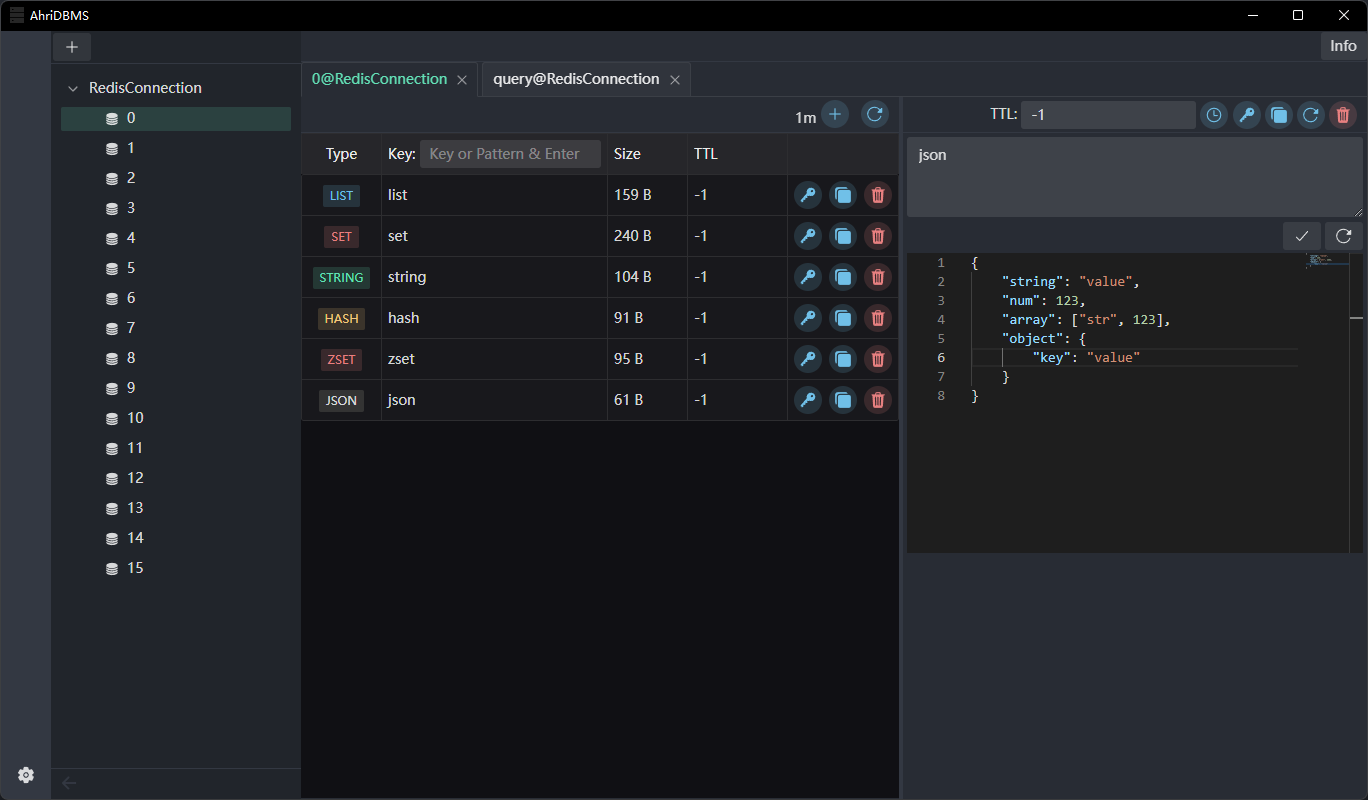 AhriDBMS
+
Info
RedisConnection
0
1
2
3
4
5
6
7
8
9
10
11
12
13
14
15
0@RedisConnection ×
query@RedisConnection ×
1m
Type Key: Key or Pattern & Enter Size TTL
LIST list 159 B -1
SET set 240 B -1
STRING string 104 B -1
HASH hash 91 B -1
ZSET zset 95 B -1
JSON json 61 B -1
TTL: -1
json
1 {
2 "string": "value",
3 "num": 123,
4 "array": ["str", 123],
5 "object": {
6 "key": "value"
7 }
8 }